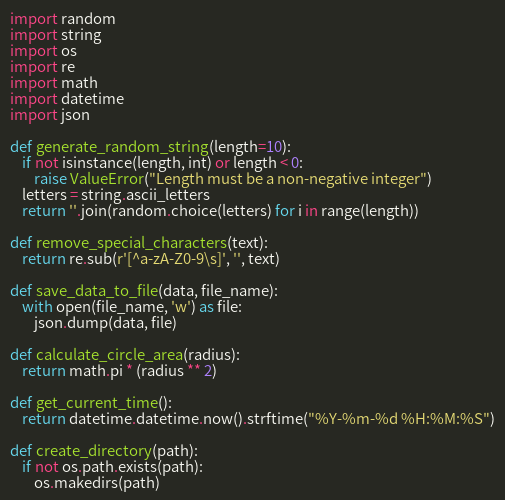 import random
import string
import os
import re
import math
import datetime
import json

def generate_random_string(length=10):
    if not isinstance(length, int) or length < 0:
        raise ValueError("Length must be a non-negative integer")
    letters = string.ascii_letters
    return ''.join(random.choice(letters) for i in range(length))

def remove_special_characters(text):
    return re.sub(r'[^a-zA-Z0-9\s]', '', text)

def save_data_to_file(data, file_name):
    with open(file_name, 'w') as file:
        json.dump(data, file)

def calculate_circle_area(radius):
    return math.pi * (radius ** 2)

def get_current_time():
    return datetime.datetime.now().strftime("%Y-%m-%d %H:%M:%S")

def create_directory(path):
    if not os.path.exists(path):
        os.makedirs(path)